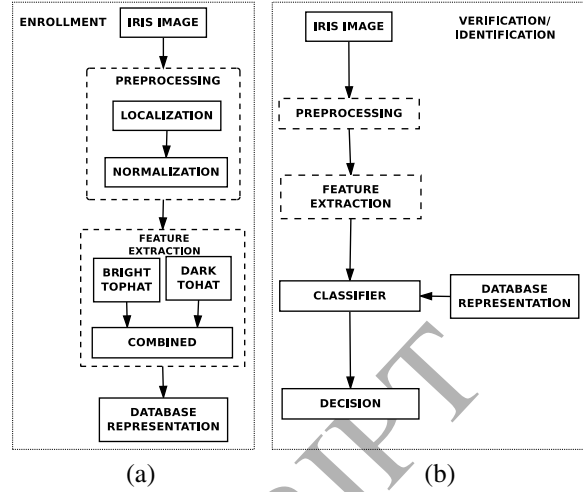 ENROLLMENT
IRIS IMAGE
PREPROCESSING
LOCALIZATION
NORMALIZATION
FEATURE
EXTRACTION
BRIGHT
TOPHAT
DARK
TOHAT
COMBINED
DATABASE
REPRESENTATION
(a)
IRIS IMAGE
VERIFICATION/
IDENTIFICATION
PREPROCESSING
FEATURE
EXTRACTION
CLASSIFIER
DATABASE
REPRESENTATION
DECISION
(b)
RIPT